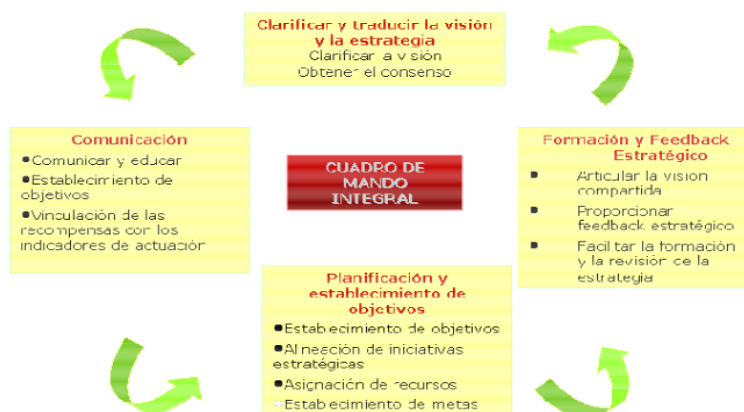 Clarificar y traducir la visión
y la estrategia
Clarificar la visión
Obtener el consenso
Comunicación
•Comunicar y educar
•Establecimiento de
objetivos
•Vinculación de las
recompensas con los
indicadores de actuación
CUADRO DE
MANDO
INTEGRAL
Formación y Feedback
Estratégico
▪ Articular la visión
compartida
▪ Proporcionar
feedback estratégico
▪ Facilitar la formación
y la revisión de la
estrategia
Planificación y
establecimiento de
objetivos
•Establecimiento de objetivos
•Alineación de iniciativas
estratégicas
•Asignación de recursos
•Establecimiento de metas